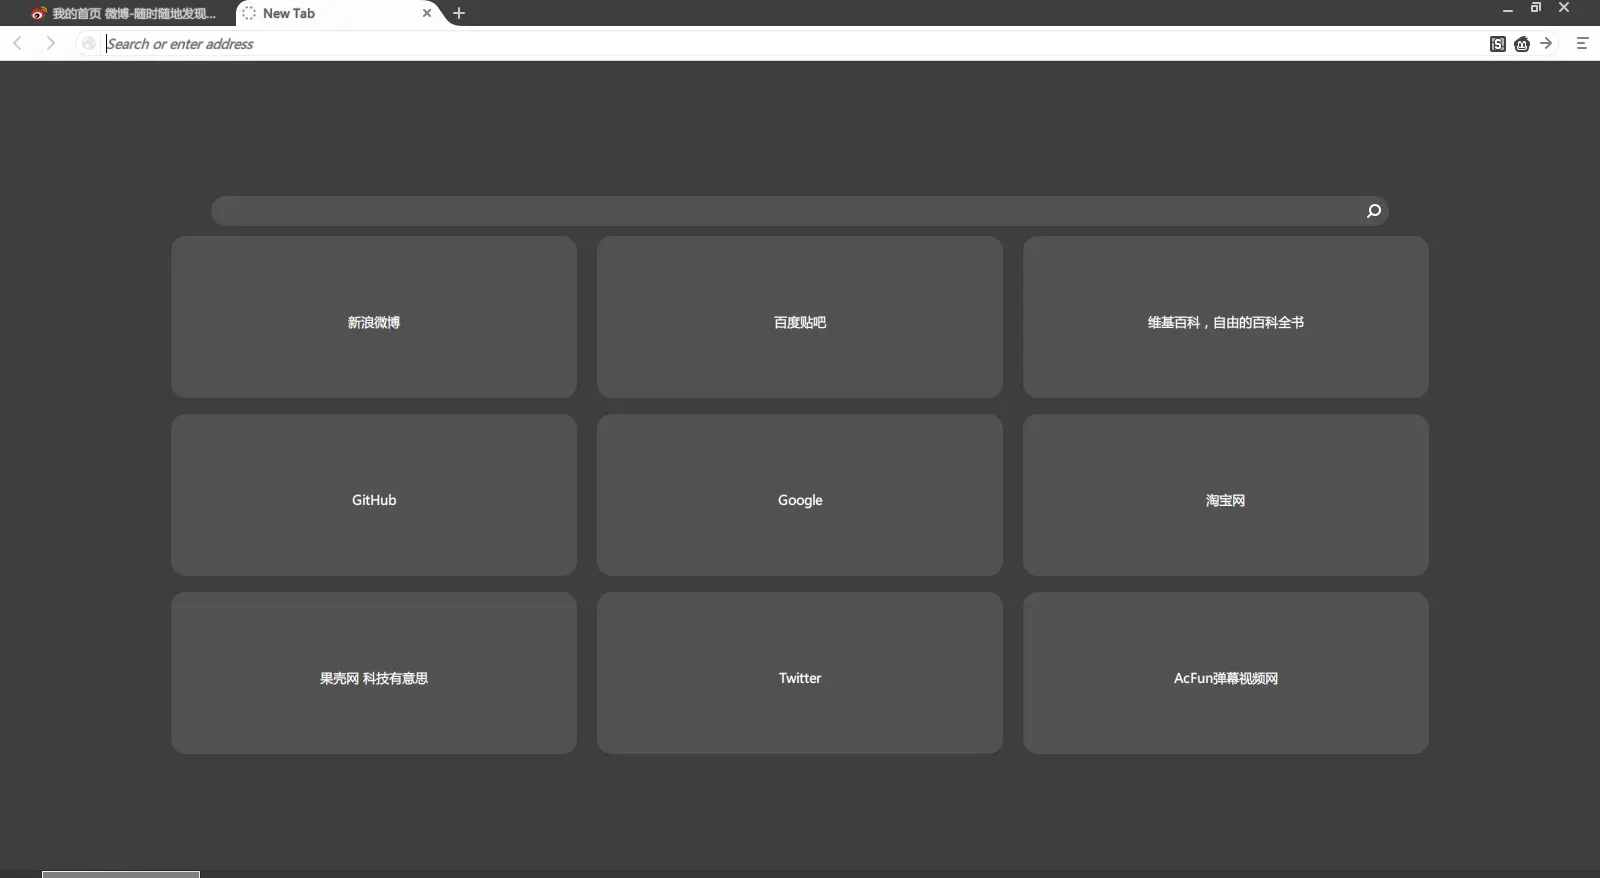 我的首页 微博-随时随地发现...
New Tab
Search or enter address
新浪微博
百度贴吧
维基百科，自由的百科全书
GitHub
Google
淘宝网
果壳网 科技有意思
Twitter
AcFun弹幕视频网